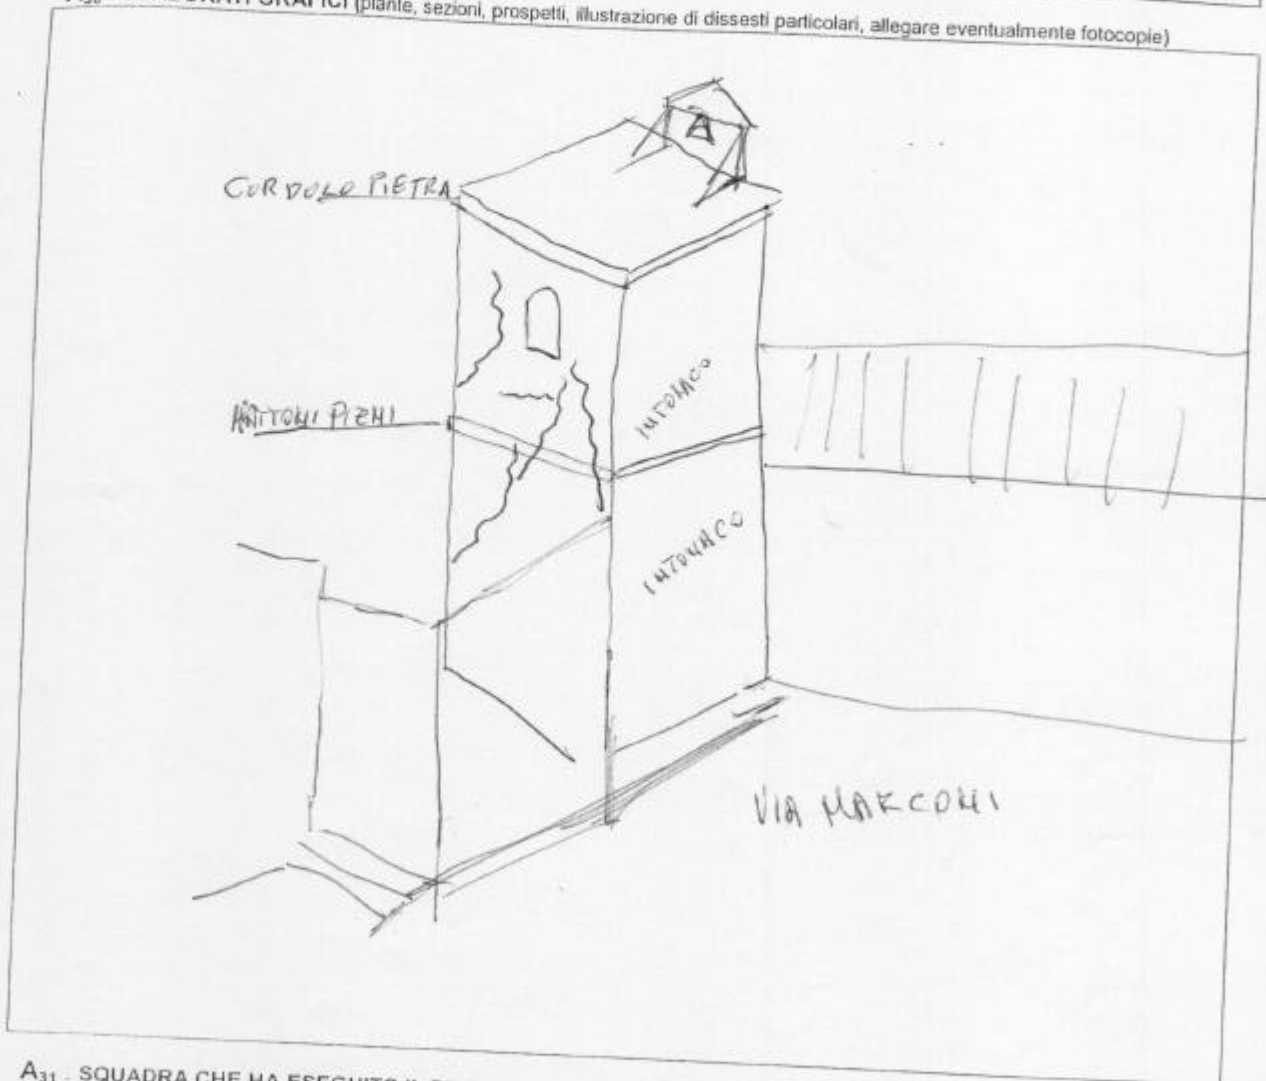 GRAFICI (piante, sezioni, prospetti, illustrazione di dissesti particolari, allegare eventualmente fotocopie)
CORDOLO PIETRA
INTONACO
PIENI
INTONACO
VIA MARCONI
A31 - SQUADRA CHE HA ESEGUITO IL